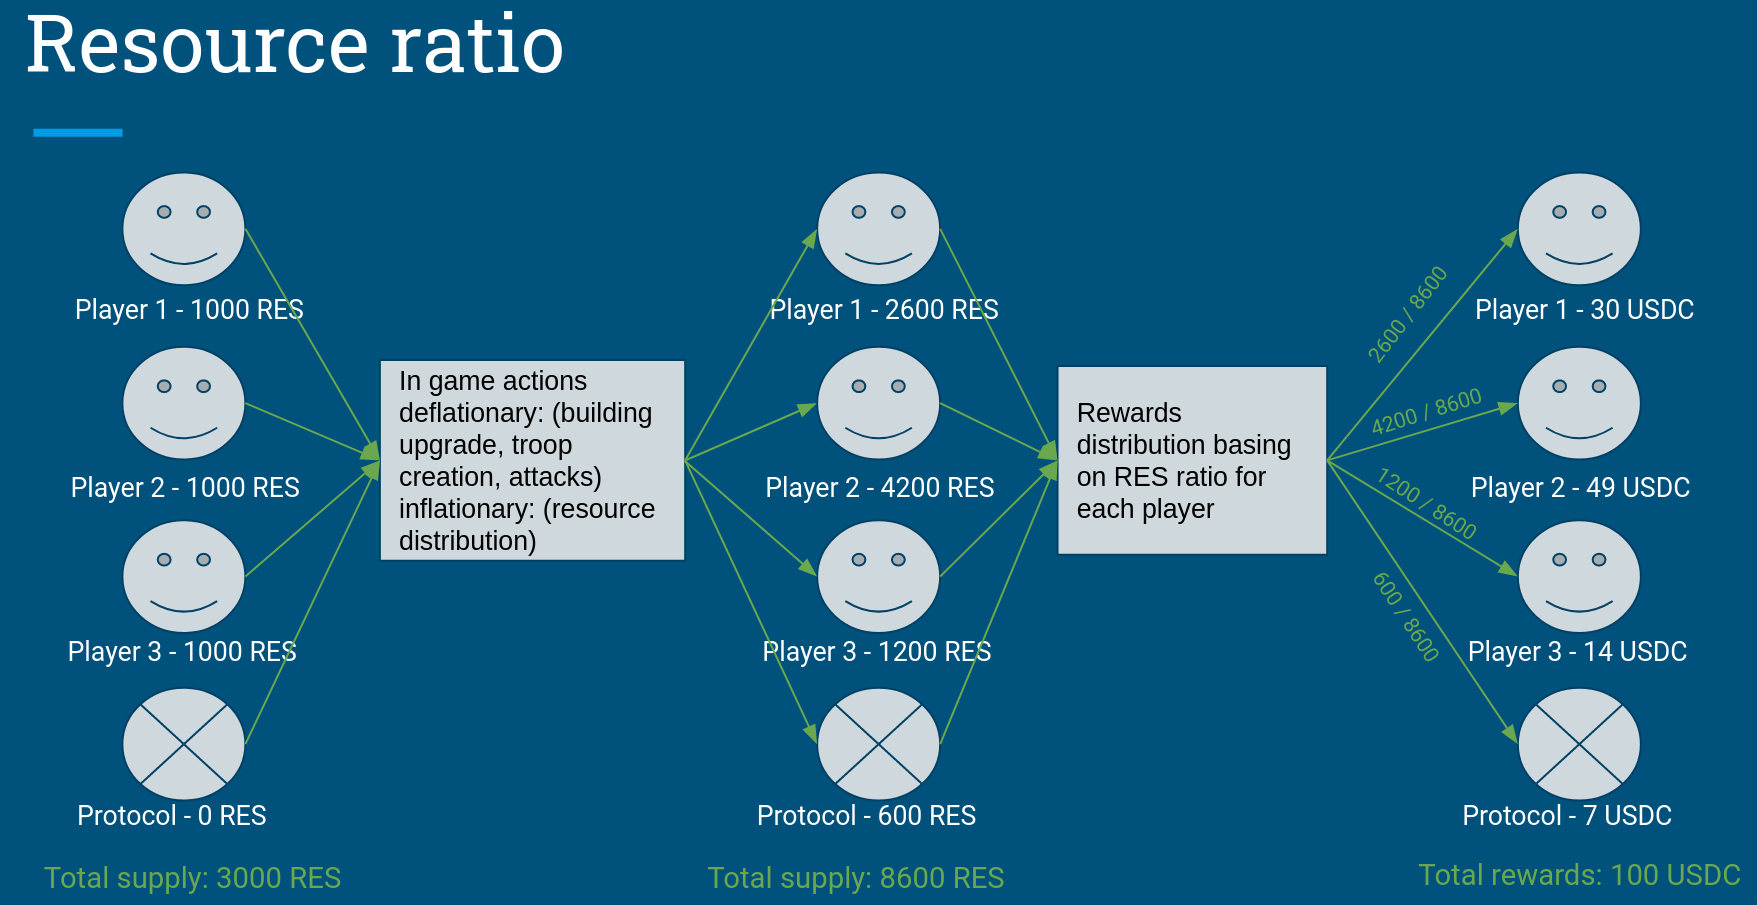 Resource ratio
Player 1 - 1000 RES
Player 2 - 1000 RES
Player 3 - 1000 RES
Protocol - 0 RES
Total supply: 3000 RES
In game actions
deflationary: (building
upgrade, troop
creation, attacks)
inflationary: (resource
distribution)
Player 1 - 2600 RES
Player 2 - 4200 RES
Player 3 - 1200 RES
Protocol - 600 RES
Total supply: 8600 RES
Rewards
distribution basing
on RES ratio for
each player
2600 / 8600
4200 / 8600
1200 / 8600
600 / 8600
Player 1 - 30 USDC
Player 2 - 49 USDC
Player 3 - 14 USDC
Protocol - 7 USDC
Total rewards: 100 USDC